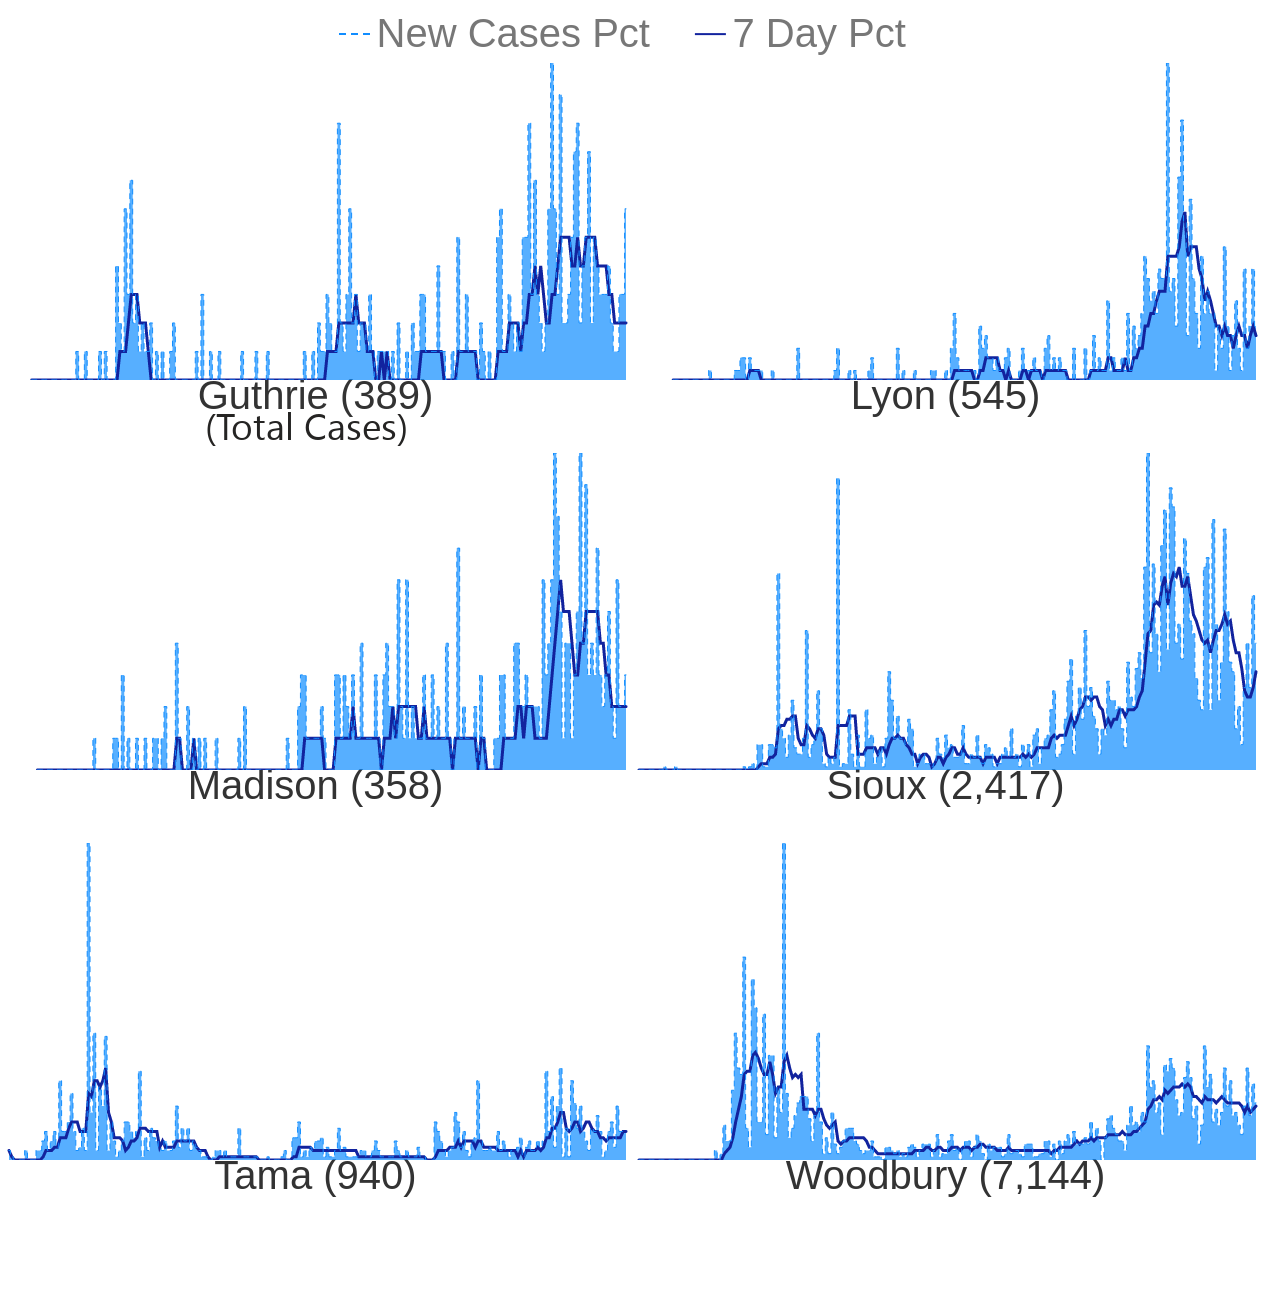 New Cases Pct 7 Day Pct
Guthrie (389)
(Total Cases)
Lyon (545)
Madison (358)
Sioux (2,417)
Tama (940)
Woodbury (7,144)